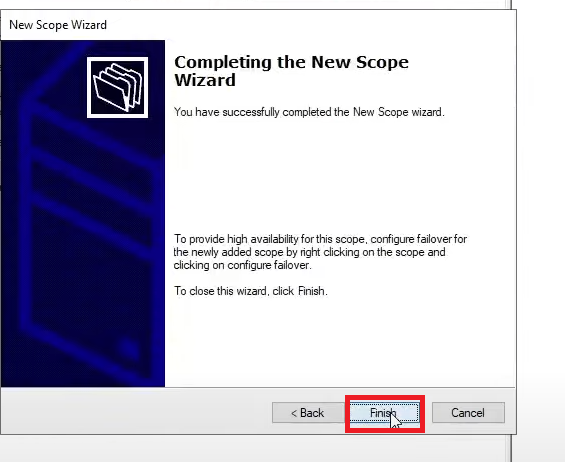 New Scope Wizard
Completing the New Scope
Wizard
You have successfully completed the New Scope wizard.
To provide high availability for this scope, configure failover for
the newly added scope by right clicking on the scope and
clicking on configure failover.
To close this wizard, click Finish.
< Back
Finish
Cancel